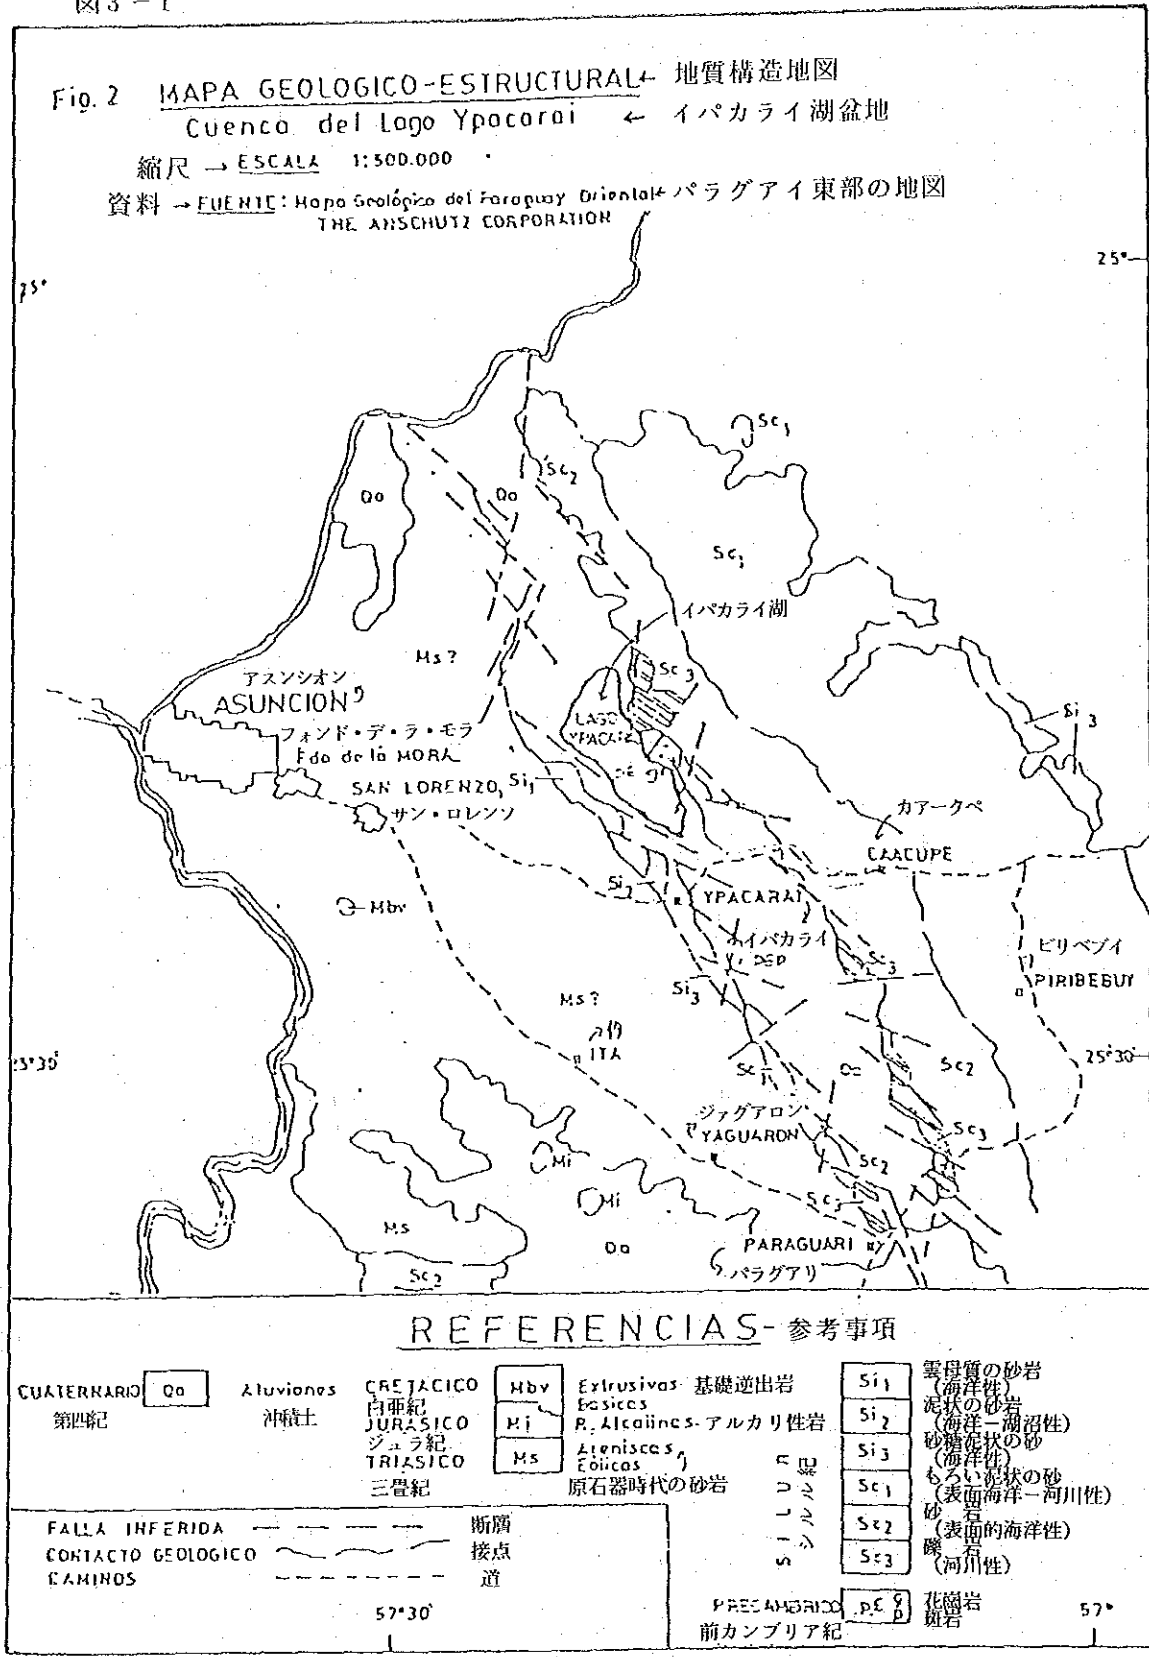 図3-1
Fig. 2 MAPA GEOLOGICO-ESTRUCTURAL ← 地質構造地図
Cuenca del Lago Ypacarai ← イパカライ湖盆地
縮尺 → ESCALA 1:500.000
資料 → FUENTE: Mapa Geológico del Paraguay Oriental ← パラグアイ東部の地図
THE ANSCHUTZ CORPORATION
25°
25°
Sc1
Sc2
Qa
Qa
Sc1
イパカライ湖
Ms?
Sc3
アスンシオン
ASUNCION
LAGO
YPACARAI
Si3
フォンド・デ・ラ・モラ
Fdo de la MORA
SAN LORENZO
Si1
サン・ロレンソ
カアークペ
CAACUPE
Si2
YPACARAI
Mbv
イパカライ
ピリベブイ
Sc3
Si3
PIRIBEBUY
Ms?
ITA
25°30'
25°30'
Sc1
Qa
Sc2
ジァグアロン
YAGUARON
Sc3
Mi
Sc2
Mi
Sc3
Ms
Qa
PARAGUARI
パラグアリ
Sc2
REFERENCIAS - 参考事項
CUATERNARIO Qa Aluviones
第四紀 沖積土
CRETACICO Mbv Extrusivas 基礎逆出岩
白亜紀 Basicas
JURASICO Mi R. Alcalinas - アルカリ性岩
ジュラ紀
TRIASICO Ms Areniscas
Eólicas
三畳紀 原石器時代の砂岩
SILUR シルル紀
Si1 雲母質の砂岩
(海洋性)
Si2 泥状の砂岩
(海洋-湖沼性)
Si3 砂糖泥状の砂
(海洋性)
Sc1 もろい泥状の砂
(表面海洋-河川性)
Sc2 砂岩
(表面的海洋性)
Sc3 礫岩
(河川性)
PRECAMBRICO 花崗岩
前カンブリア紀 斑岩
FALLA INFERIDA 断層
CONTACTO GEOLOGICO 接点
CAMINOS 道
57°30'
57°